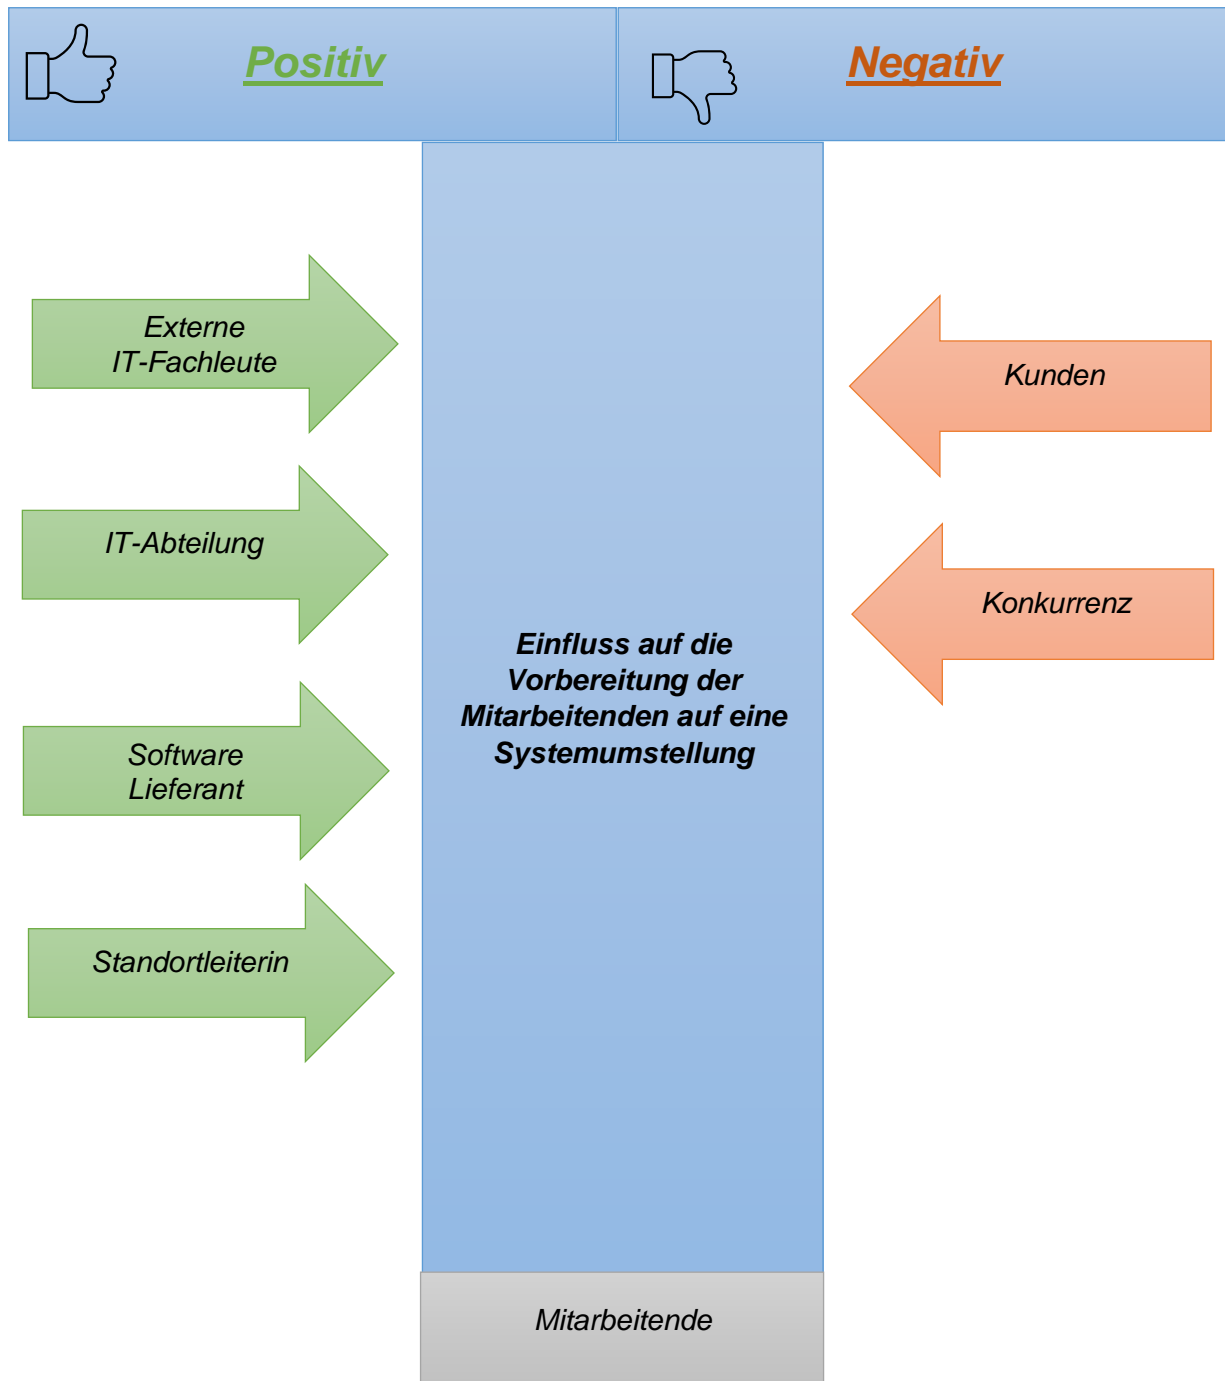 Positiv
Negativ
Externe
IT-Fachleute
IT-Abteilung
Software
Lieferant
Standortleiterin
Einfluss auf die
Vorbereitung der
Mitarbeitenden auf eine
Systemumstellung
Kunden
Konkurrenz
Mitarbeitende